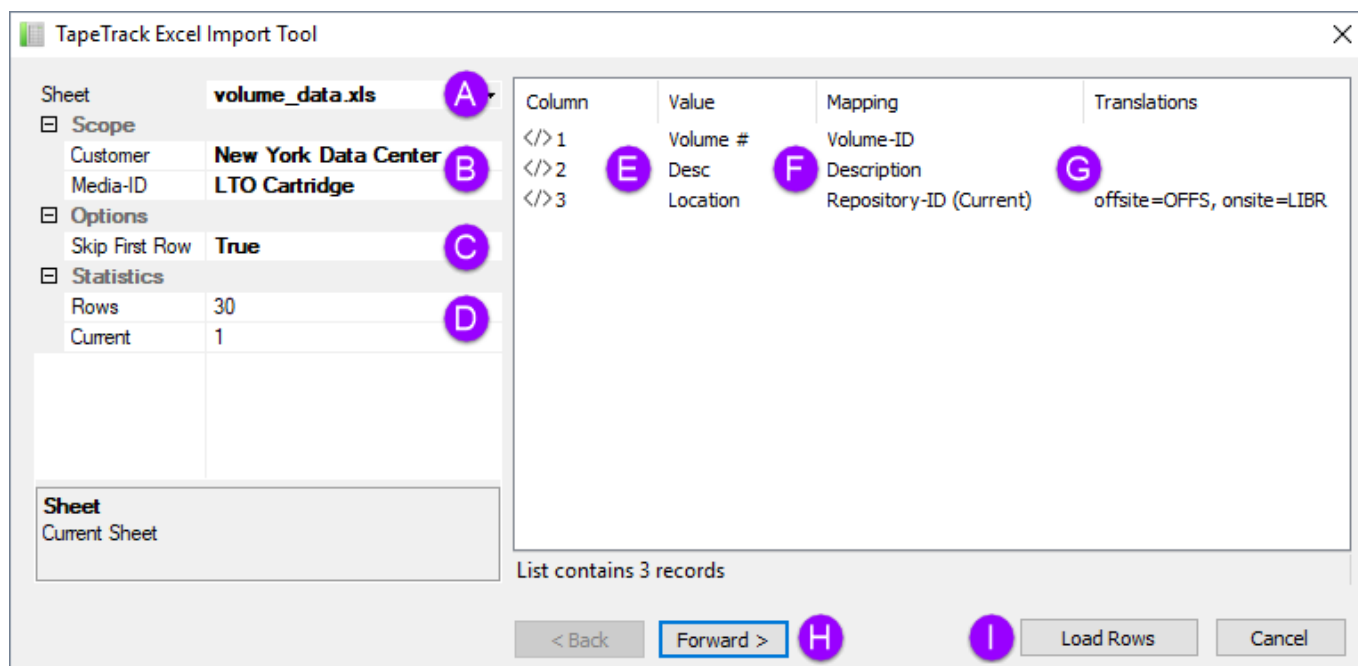 TapeTrack Excel Import Tool
Sheet volume_data.xls A
Scope
Customer New York Data Center
B
Media-ID LTO Cartridge
Options
Skip First Row True C
Statistics
Rows 30
D
Current 1
Sheet
Current Sheet
Column Value Mapping Translations
</> 1 Volume # Volume-ID
</> 2 E Desc F Description G
</> 3 Location Repository-ID (Current) offsite=OFFS, onsite=LIBR
List contains 3 records
< Back Forward > H I Load Rows Cancel